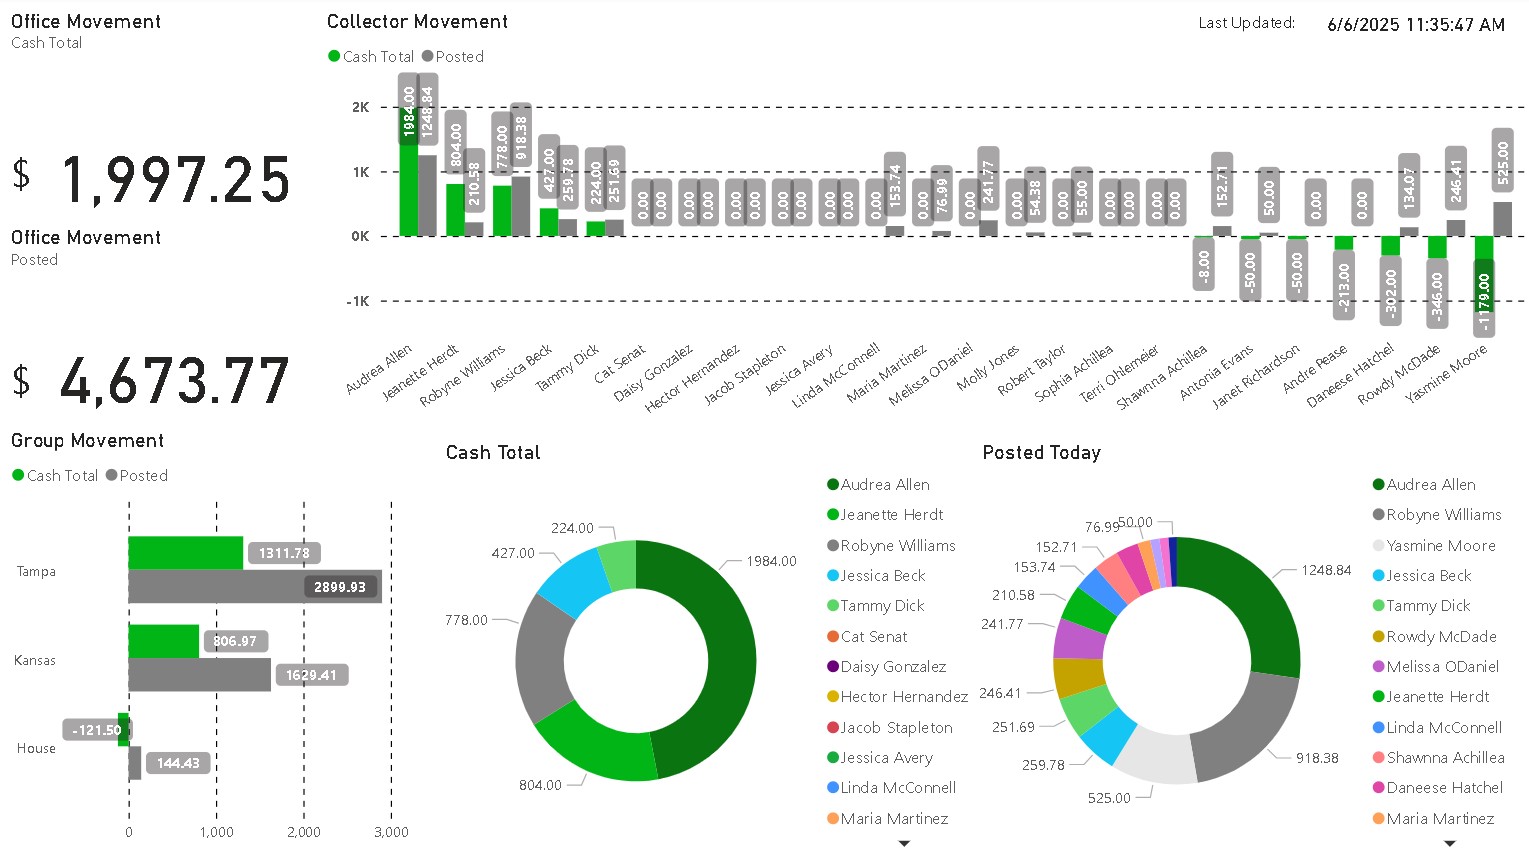 Office Movement
Cash Total
$ 1,997.25
Office Movement
Posted
$ 4,673.77
Collector Movement
Last Updated: 6/6/2025 11:35:47 AM
Cash Total Posted
2K
1K
0K
-1K
1984.00
1248.84
804.00
210.58
778.00
918.38
427.00
259.78
224.00
251.69
0.00
0.00
0.00
0.00
0.00
0.00
0.00
0.00
0.00
0.00
0.00
153.74
0.00
76.99
0.00
241.77
0.00
54.38
0.00
55.00
0.00
0.00
0.00
0.00
-8.00
152.71
-50.00
50.00
-50.00
0.00
-213.00
0.00
-302.00
134.07
-346.00
246.41
-1179.00
525.00
Audrea Allen
Jeanette Herdt
Robyne Williams
Jessica Beck
Tammy Dick
Cat Senat
Daisy Gonzalez
Hector Hernandez
Jacob Stapleton
Jessica Avery
Linda McConnell
Maria Martinez
Melissa ODaniel
Molly Jones
Robert Taylor
Sophia Achillea
Terri Ohlemeier
Shawnna Achillea
Antonia Evans
Janet Richardson
Andre Pease
Daneese Hatchel
Rowdy McDade
Yasmine Moore
Group Movement
Cash Total Posted
Tampa
1311.78
2899.93
Kansas
806.97
1629.41
House
-121.50
144.43
0 1,000 2,000 3,000
Cash Total
224.00
427.00
1984.00
778.00
804.00
Audrea Allen
Jeanette Herdt
Robyne Williams
Jessica Beck
Tammy Dick
Cat Senat
Daisy Gonzalez
Hector Hernandez
Jacob Stapleton
Jessica Avery
Linda McConnell
Maria Martinez
Posted Today
76.99
50.00
152.71
153.74
210.58
241.77
246.41
251.69
259.78
525.00
918.38
1248.84
Audrea Allen
Robyne Williams
Yasmine Moore
Jessica Beck
Tammy Dick
Rowdy McDade
Melissa ODaniel
Jeanette Herdt
Linda McConnell
Shawnna Achillea
Daneese Hatchel
Maria Martinez